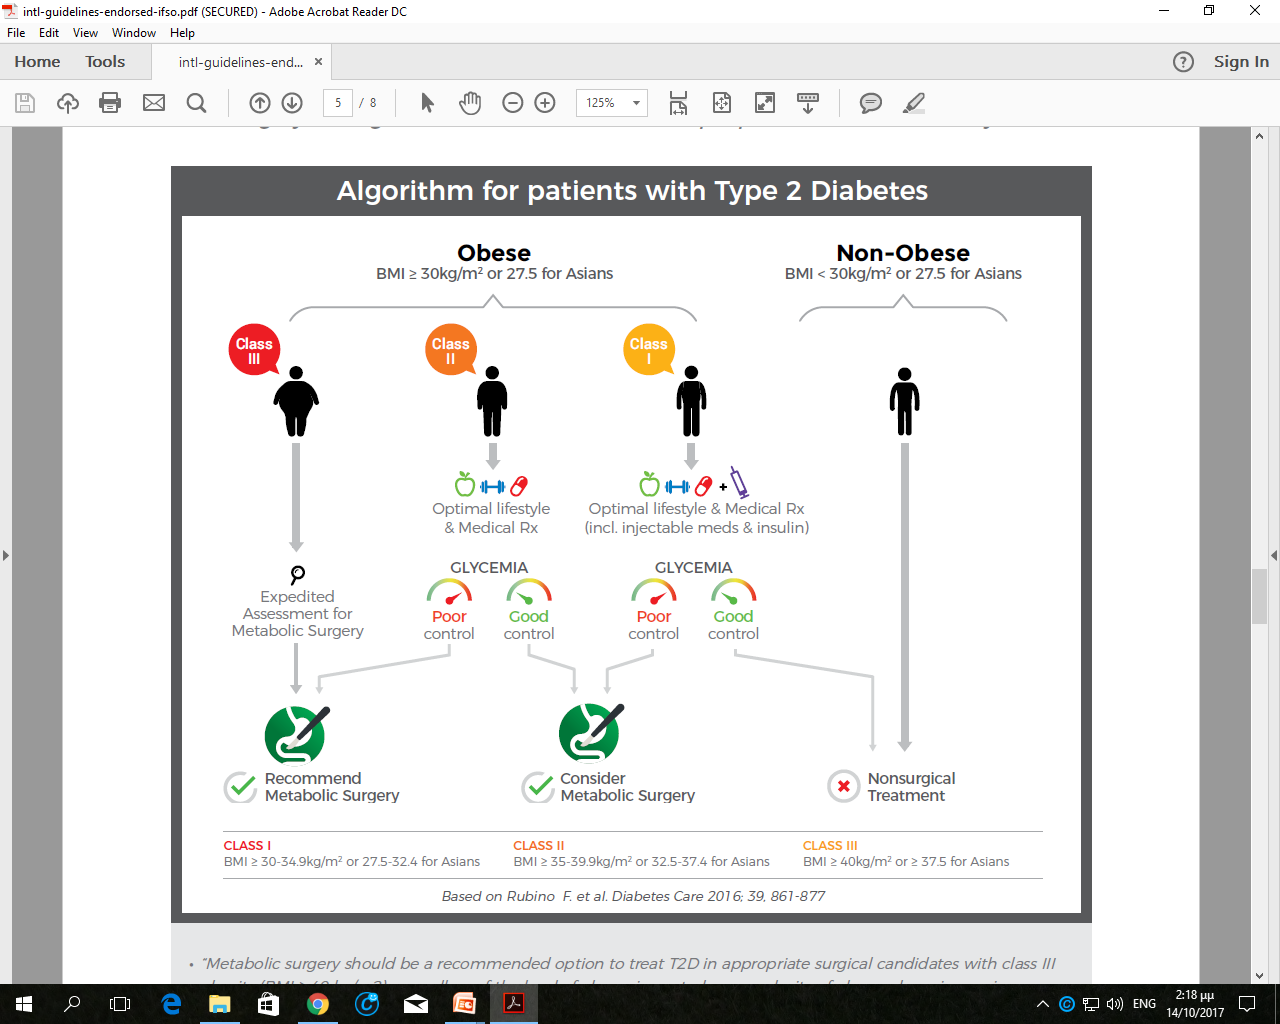 intl-guidelines-endorsed-ifso.pdf (SECURED) - Adobe Acrobat Reader DC
File Edit View Window Help
Home Tools intl-guidelines-end... × ? Sign In
5 / 8 125%
Algorithm for patients with Type 2 Diabetes
Obese Non-Obese
BMI ≥ 30kg/m² or 27.5 for Asians BMI < 30kg/m² or 27.5 for Asians
Class Class Class
III II I
+
Optimal lifestyle Optimal lifestyle & Medical Rx
& Medical Rx (incl. injectable meds & insulin)
GLYCEMIA GLYCEMIA
Expedited
Assessment for
Metabolic Surgery
Poor Good Poor Good
control control control control
Recommend Consider Nonsurgical
Metabolic Surgery Metabolic Surgery Treatment
CLASS I CLASS II CLASS III
BMI ≥ 30-34.9kg/m² or 27.5-32.4 for Asians BMI ≥ 35-39.9kg/m² or 32.5-37.4 for Asians BMI ≥ 40kg/m² or ≥ 37.5 for Asians
Based on Rubino F. et al. Diabetes Care 2016; 39, 861-877
• “Metabolic surgery should be a recommended option to treat T2D in appropriate surgical candidates with class III
ENG 2:18 μμ
14/10/2017